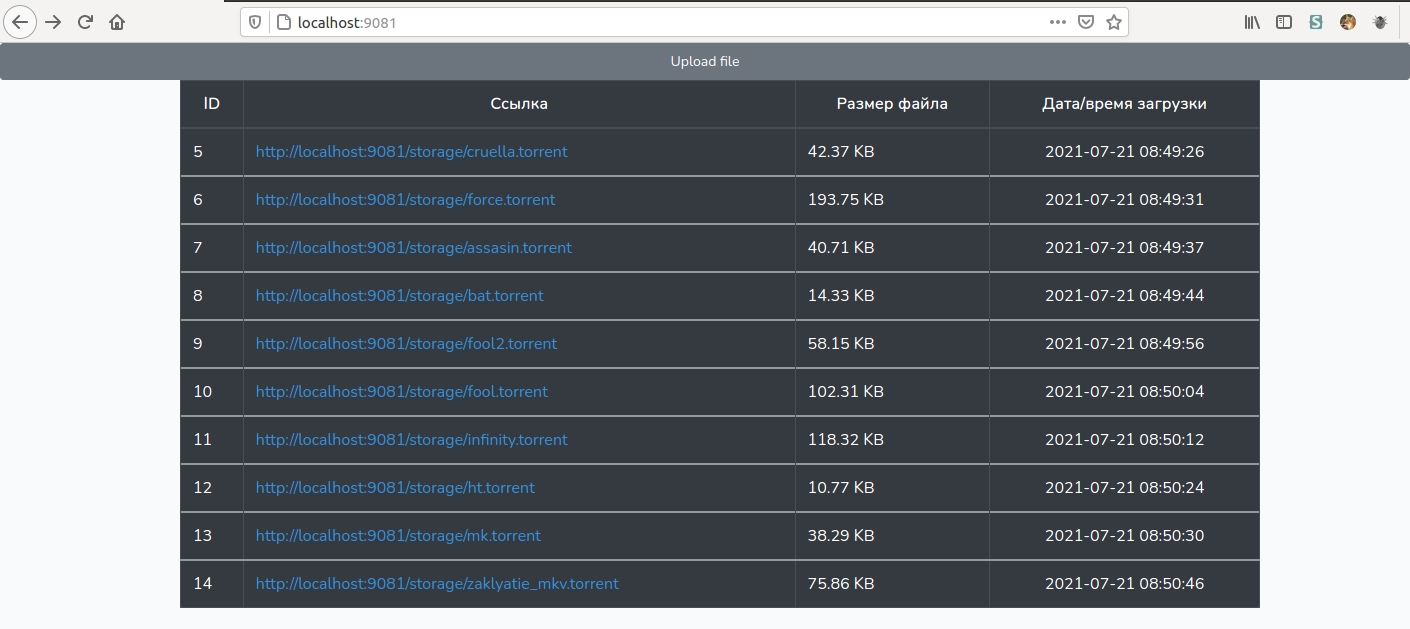 localhost:9081
Upload file
ID Ссылка Размер файла Дата/время загрузки
5 http://localhost:9081/storage/cruella.torrent 42.37 KB 2021-07-21 08:49:26
6 http://localhost:9081/storage/force.torrent 193.75 KB 2021-07-21 08:49:31
7 http://localhost:9081/storage/assasin.torrent 40.71 KB 2021-07-21 08:49:37
8 http://localhost:9081/storage/bat.torrent 14.33 KB 2021-07-21 08:49:44
9 http://localhost:9081/storage/fool2.torrent 58.15 KB 2021-07-21 08:49:56
10 http://localhost:9081/storage/fool.torrent 102.31 KB 2021-07-21 08:50:04
11 http://localhost:9081/storage/infinity.torrent 118.32 KB 2021-07-21 08:50:12
12 http://localhost:9081/storage/ht.torrent 10.77 KB 2021-07-21 08:50:24
13 http://localhost:9081/storage/mk.torrent 38.29 KB 2021-07-21 08:50:30
14 http://localhost:9081/storage/zaklyatie_mkv.torrent 75.86 KB 2021-07-21 08:50:46